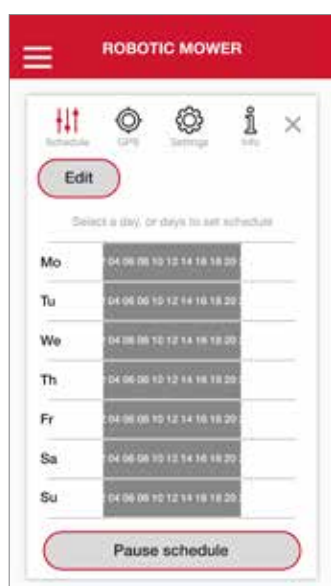 ROBOTIC MOWER
Schedule GPS Settings Info
Edit
Select a day, or days to set schedule
Mo 04 06 08 10 12 14 16 18 20
Tu 04 06 08 10 12 14 16 18 20
We 04 06 08 10 12 14 16 18 20
Th 04 06 08 10 12 14 16 18 20
Fr 04 06 08 10 12 14 16 18 20
Sa 04 06 08 10 12 14 16 18 20
Su 04 06 08 10 12 14 16 18 20
Pause schedule